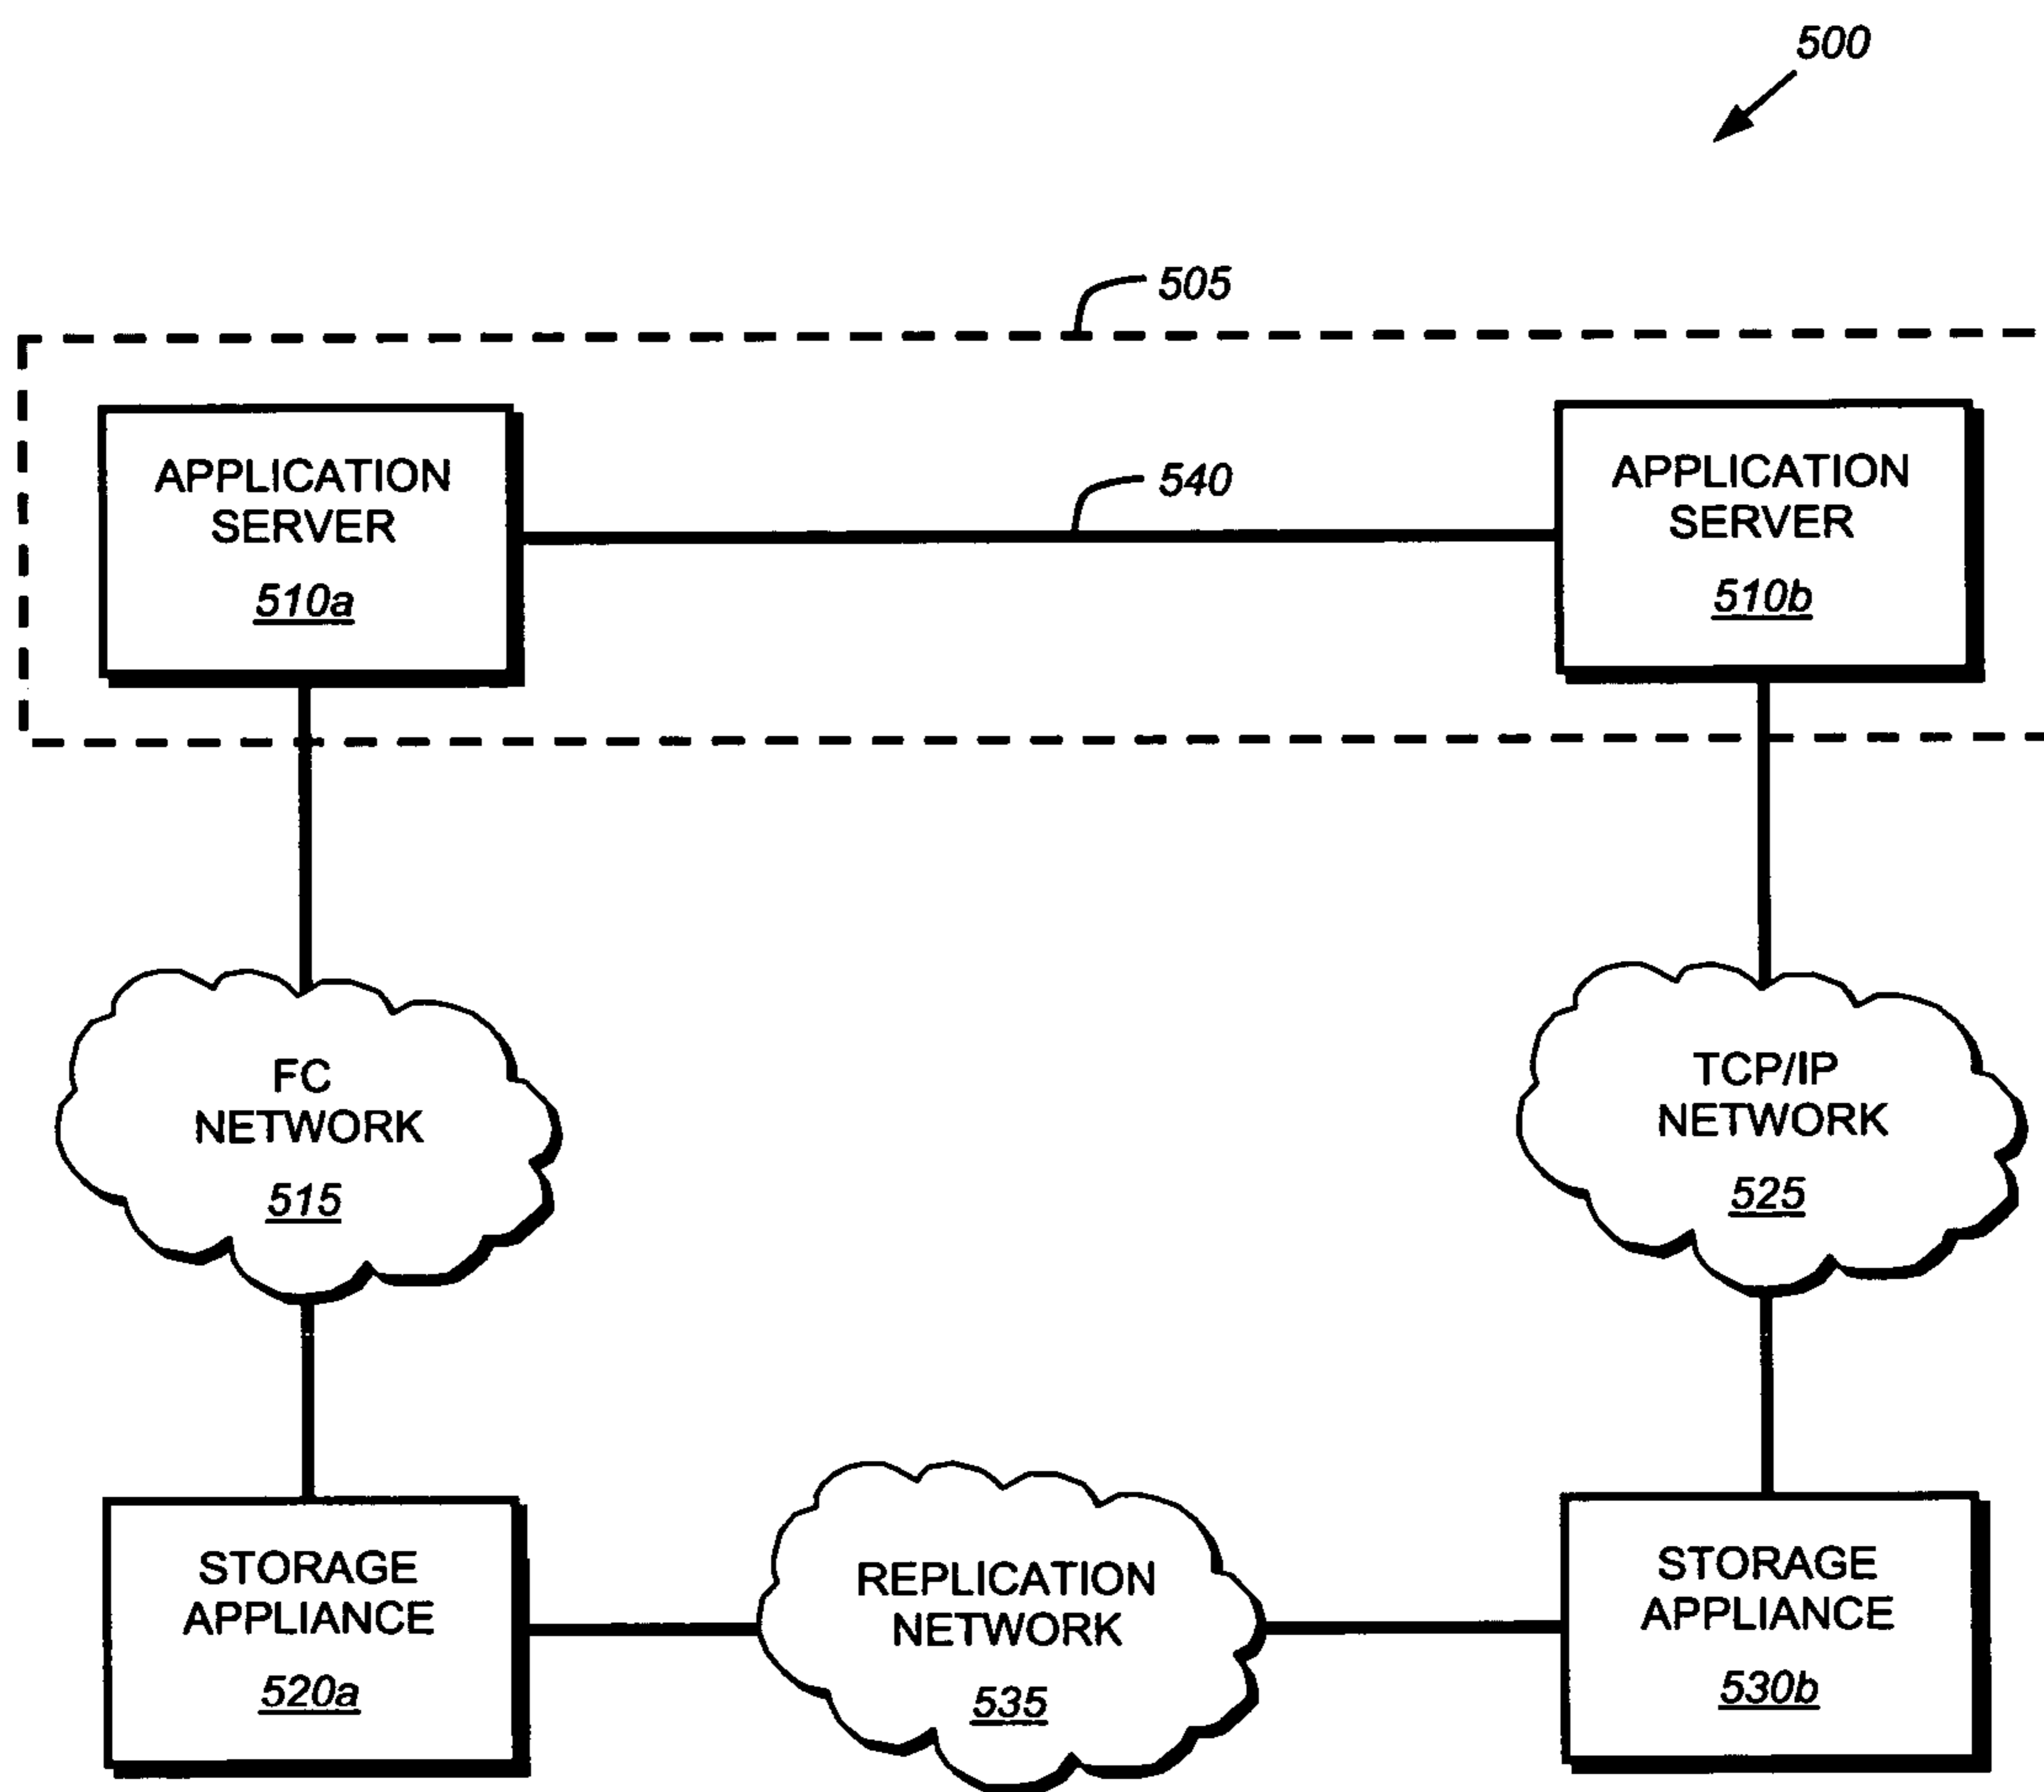 500
505
APPLICATION
SERVER
510a
540
APPLICATION
SERVER
510b
FC
NETWORK
515
TCP/IP
NETWORK
525
STORAGE
APPLIANCE
520a
REPLICATION
NETWORK
535
STORAGE
APPLIANCE
530b